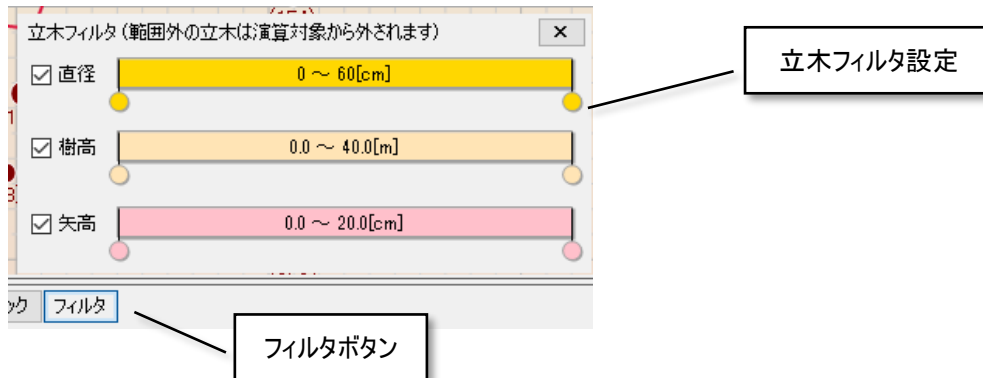 立木フィルタ (範囲外の立木は演算対象から外されます)
直径
0 ～ 60[cm]
樹高
0.0 ～ 40.0[m]
矢高
0.0 ～ 20.0[cm]
フィルタ
立木フィルタ設定
フィルタボタン